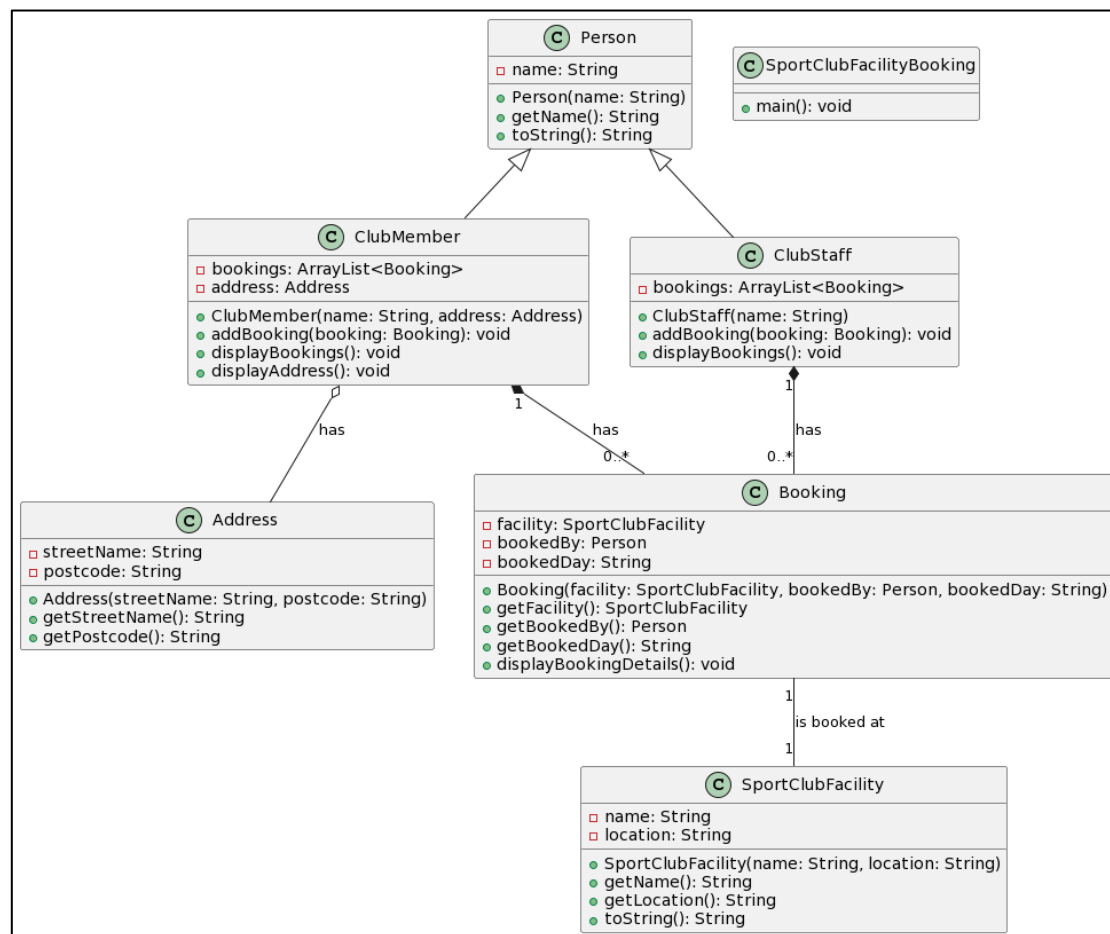 C Person
name: String
Person(name: String)
getName(): String
toString(): String
C SportClubFacilityBooking
main(): void
C ClubMember
bookings: ArrayList<Booking>
address: Address
ClubMember(name: String, address: Address)
addBooking(booking: Booking): void
displayBookings(): void
displayAddress(): void
C ClubStaff
bookings: ArrayList<Booking>
ClubStaff(name: String)
addBooking(booking: Booking): void
displayBookings(): void
has
1
has
0..*
1
has
0..*
C Address
streetName: String
postcode: String
Address(streetName: String, postcode: String)
getStreetName(): String
getPostcode(): String
C Booking
facility: SportClubFacility
bookedBy: Person
bookedDay: String
Booking(facility: SportClubFacility, bookedBy: Person, bookedDay: String)
getFacility(): SportClubFacility
getBookedBy(): Person
getBookedDay(): String
displayBookingDetails(): void
1
is booked at
1
C SportClubFacility
name: String
location: String
SportClubFacility(name: String, location: String)
getName(): String
getLocation(): String
toString(): String